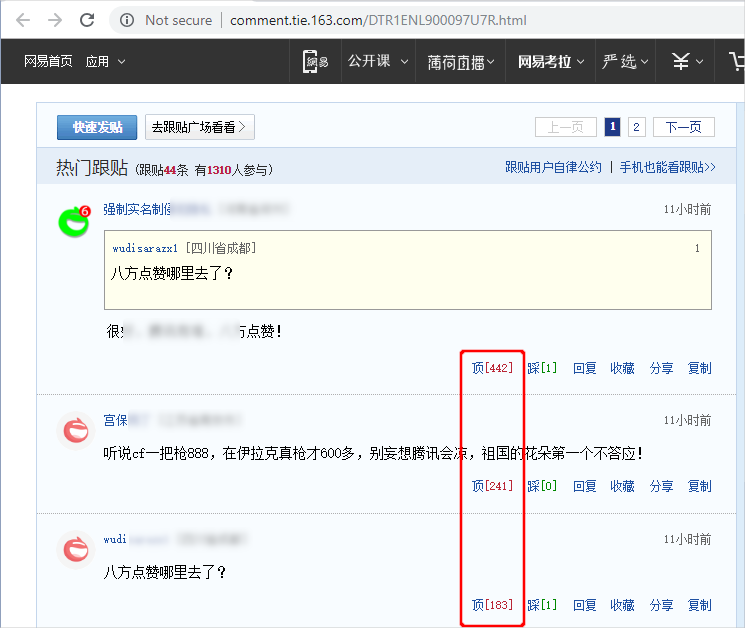 Not secure
comment.tie.163.com/DTR1ENL900097U7R.html
网易首页 应用 網易 公开课 薄荷直播 网易考拉 严选
快速发贴 去跟贴广场看看 上一页 1 2 下一页
热门跟贴 (跟贴44条 有1310人参与) 跟贴用户自律公约 | 手机也能看跟贴>>
6
强制实名制 11小时前
wudisarazx1 [四川省成都] 1
八方点赞哪里去了?
很 方点赞!
顶[442] 踩[1] 回复 收藏 分享 复制
宫保 11小时前
听说cf一把枪888，在伊拉克真枪才600多，别妄想腾讯会凉，祖国的花朵第一个不答应!
顶[241] 踩[0] 回复 收藏 分享 复制
wudi 11小时前
八方点赞哪里去了?
顶[183] 踩[1] 回复 收藏 分享 复制